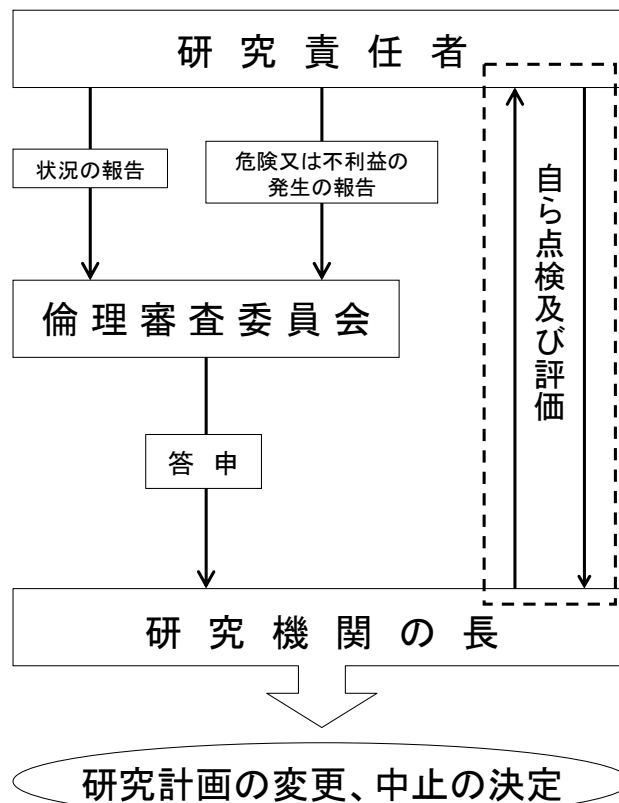 研究責任者
状況の報告
危険又は不利益の
発生の報告
自ら点検及び評価
倫理審査委員会
答申
研究機関の長
研究計画の変更、中止の決定